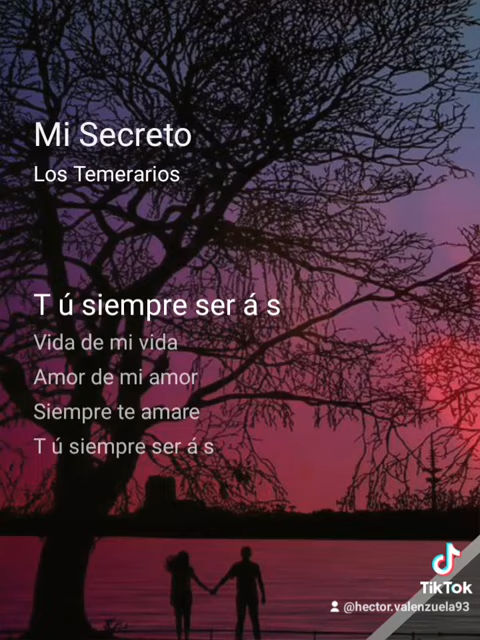 Mi Secreto
Los Temerarios
T ú siempre ser á s
Vida de mi vida
Amor de mi amor
Siempre te amare
T ú siempre ser á s
TikTok
@hector.valenzuela93